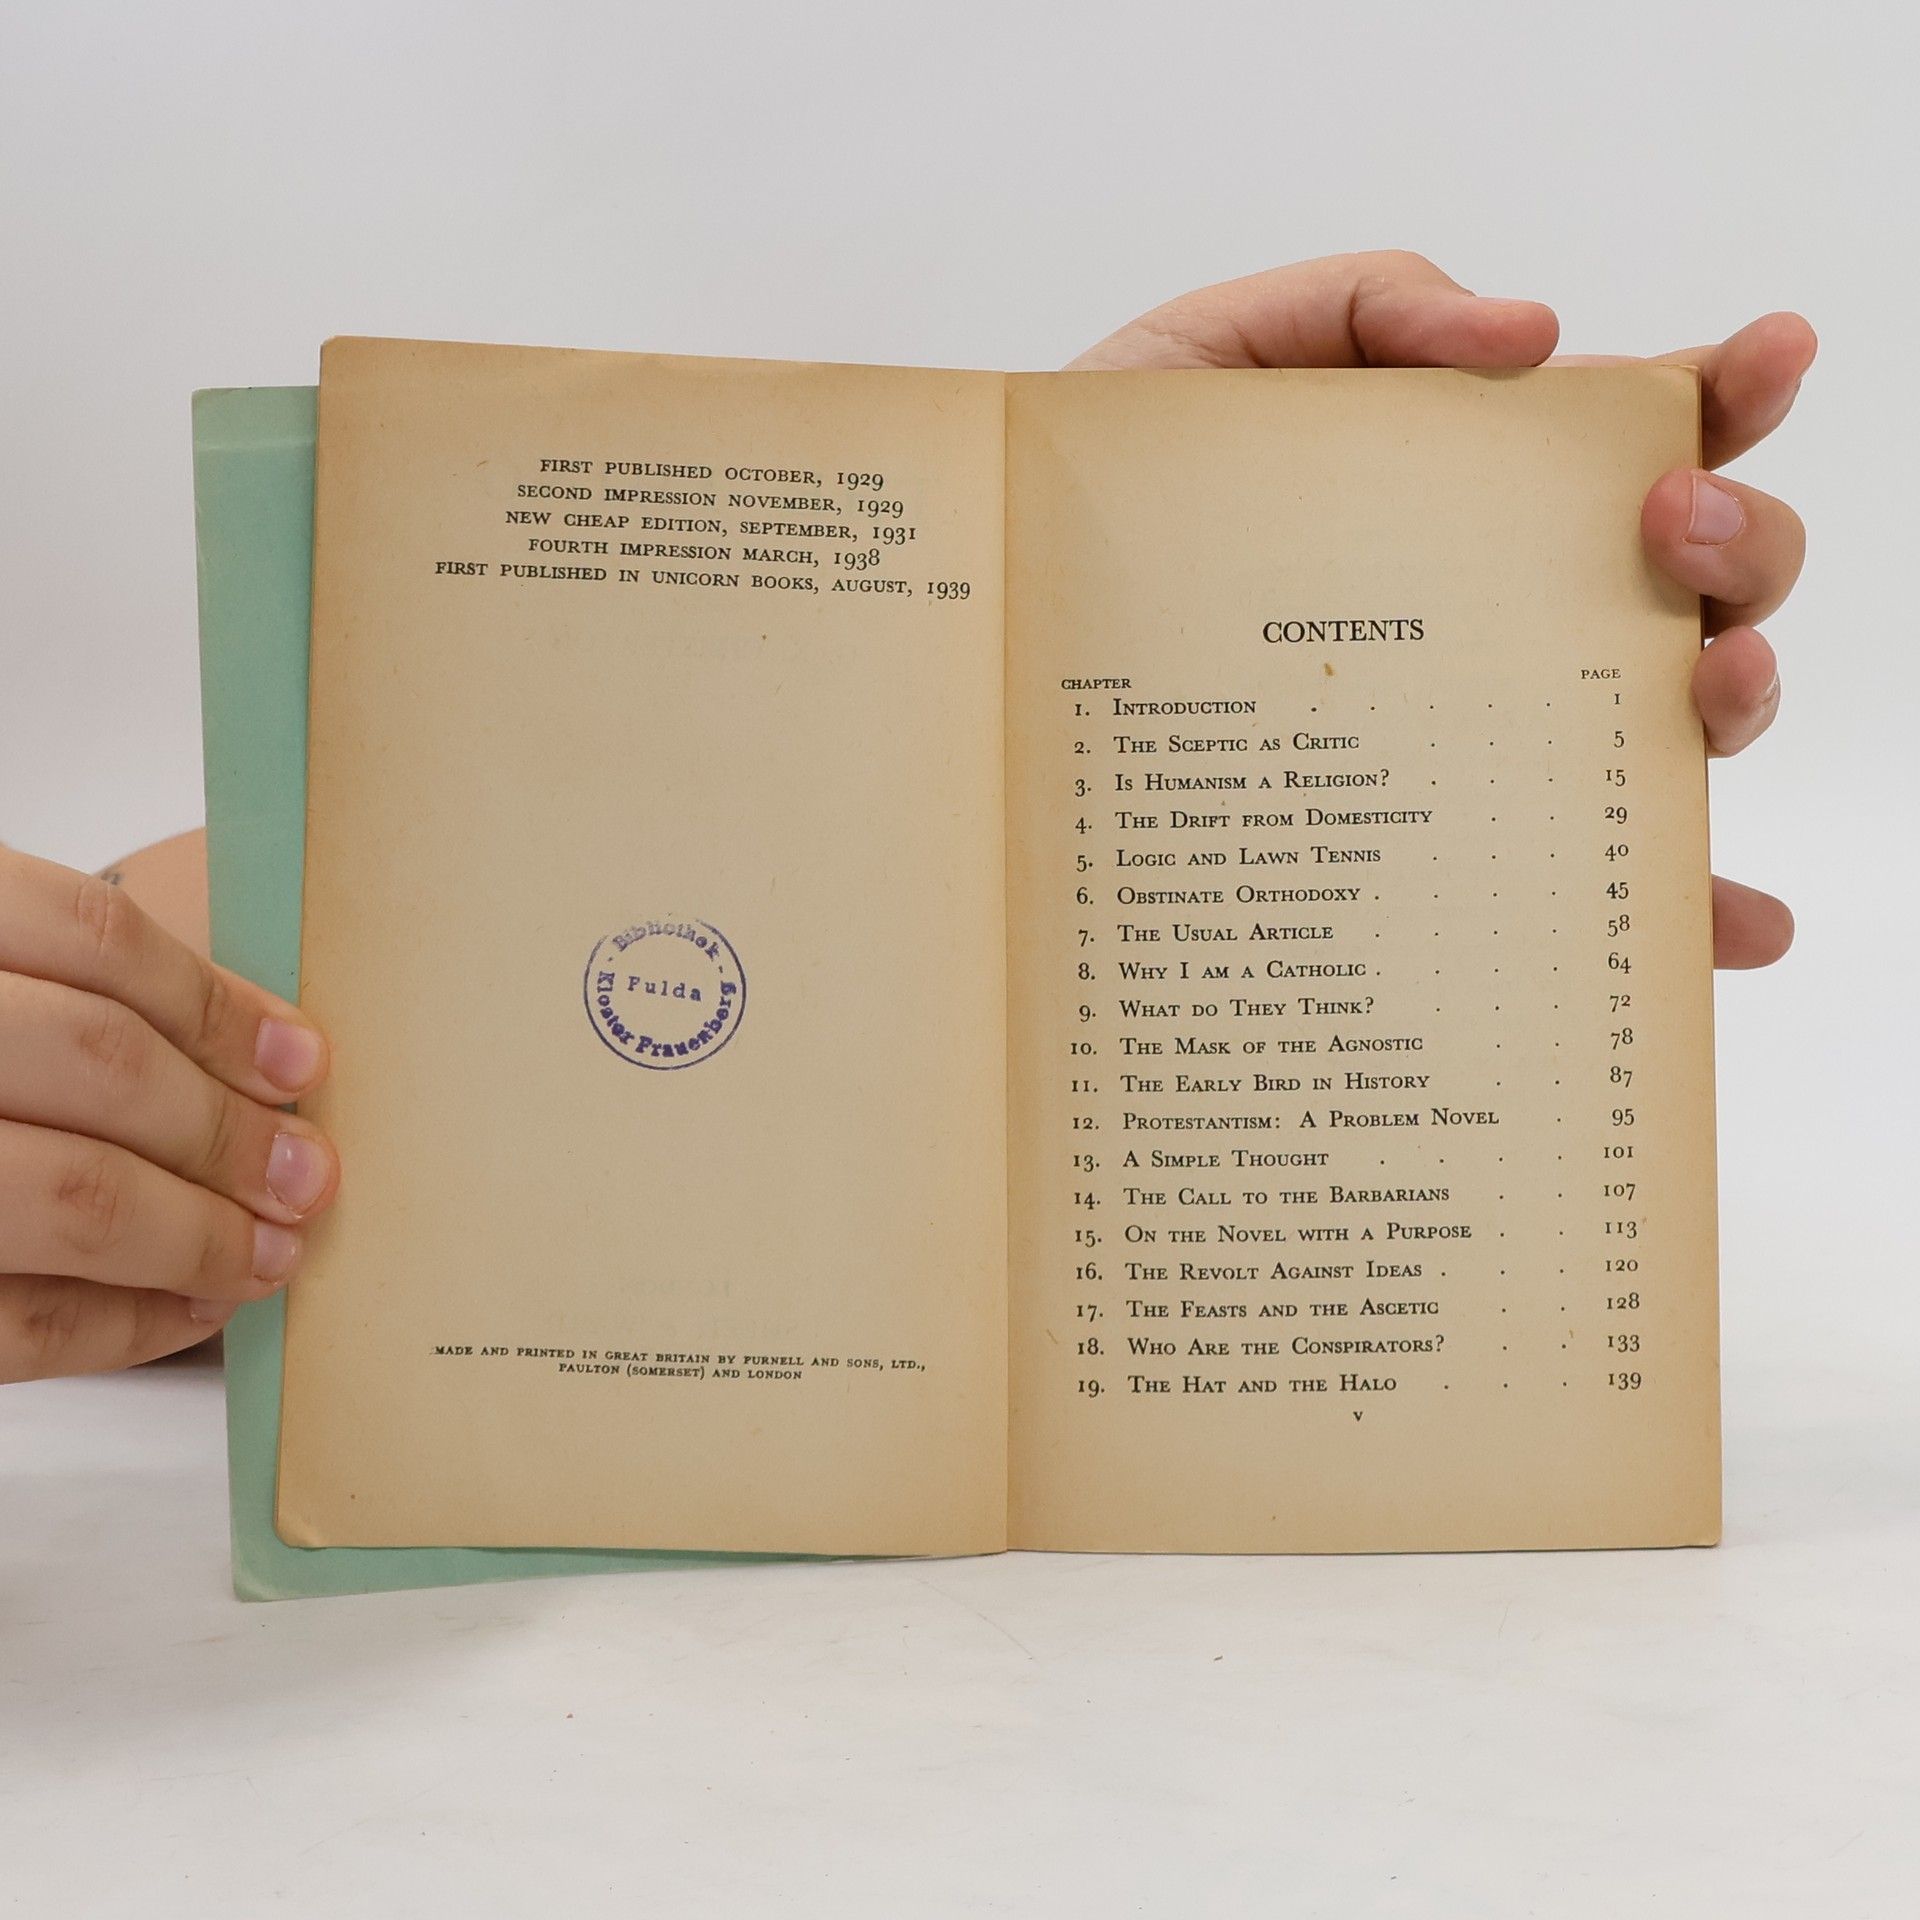 FIRST PUBLISHED OCTOBER, 1929
SECOND IMPRESSION NOVEMBER, 1929
NEW CHEAP EDITION, SEPTEMBER, 1931
FOURTH IMPRESSION MARCH, 1938
FIRST PUBLISHED IN UNICORN BOOKS, AUGUST, 1939
- Bibliothek -
Fulda
Kloster Frauenberg
MADE AND PRINTED IN GREAT BRITAIN BY PURNELL AND SONS, LTD.,
PAULTON (SOMERSET) AND LONDON
CONTENTS
CHAPTER PAGE
1. INTRODUCTION . . . . . 1
2. THE SCEPTIC AS CRITIC . . . 5
3. IS HUMANISM A RELIGION? . . . 15
4. THE DRIFT FROM DOMESTICITY . . 29
5. LOGIC AND LAWN TENNIS . . . 40
6. OBSTINATE ORTHODOXY . . . . 45
7. THE USUAL ARTICLE . . . . 58
8. WHY I AM A CATHOLIC . . . . 64
9. WHAT DO THEY THINK? . . . 72
10. THE MASK OF THE AGNOSTIC . . 78
11. THE EARLY BIRD IN HISTORY . . 87
12. PROTESTANTISM: A PROBLEM NOVEL . 95
13. A SIMPLE THOUGHT . . . . 101
14. THE CALL TO THE BARBARIANS . . 107
15. ON THE NOVEL WITH A PURPOSE . . 113
16. THE REVOLT AGAINST IDEAS . . . 120
17. THE FEASTS AND THE ASCETIC . . 128
18. WHO ARE THE CONSPIRATORS? . . 133
19. THE HAT AND THE HALO . . . 139
v